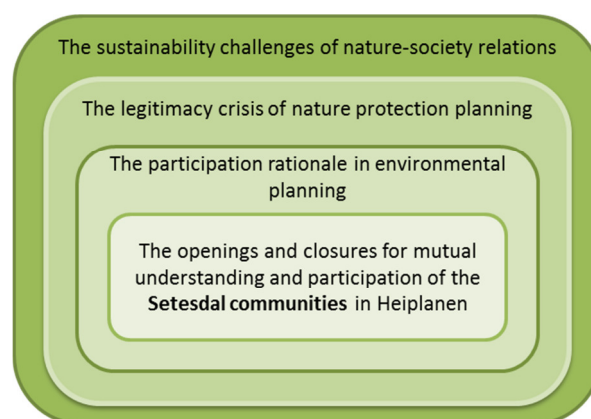 The sustainability challenges of nature-society relations
The legitimacy crisis of nature protection planning
The participation rationale in environmental
planning
The openings and closures for mutual
understanding and participation of the
Setesdal communities in Heiplanen